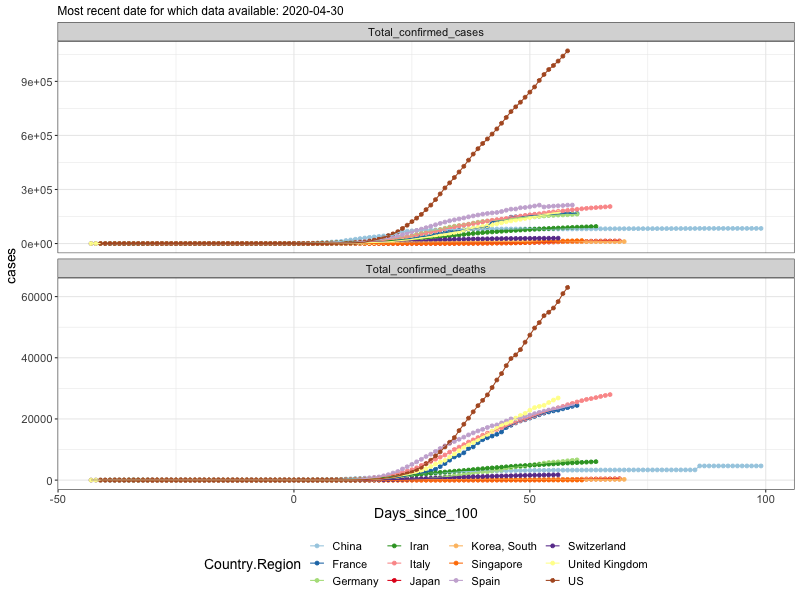 Most recent date for which data available: 2020-04-30
Total_confirmed_cases
9e+05
6e+05
3e+05
0e+00
cases
Total_confirmed_deaths
60000
40000
20000
0
-50 0 50 100
Days_since_100
Country.Region
China Iran Korea, South Switzerland
France Italy Singapore United Kingdom
Germany Japan Spain US